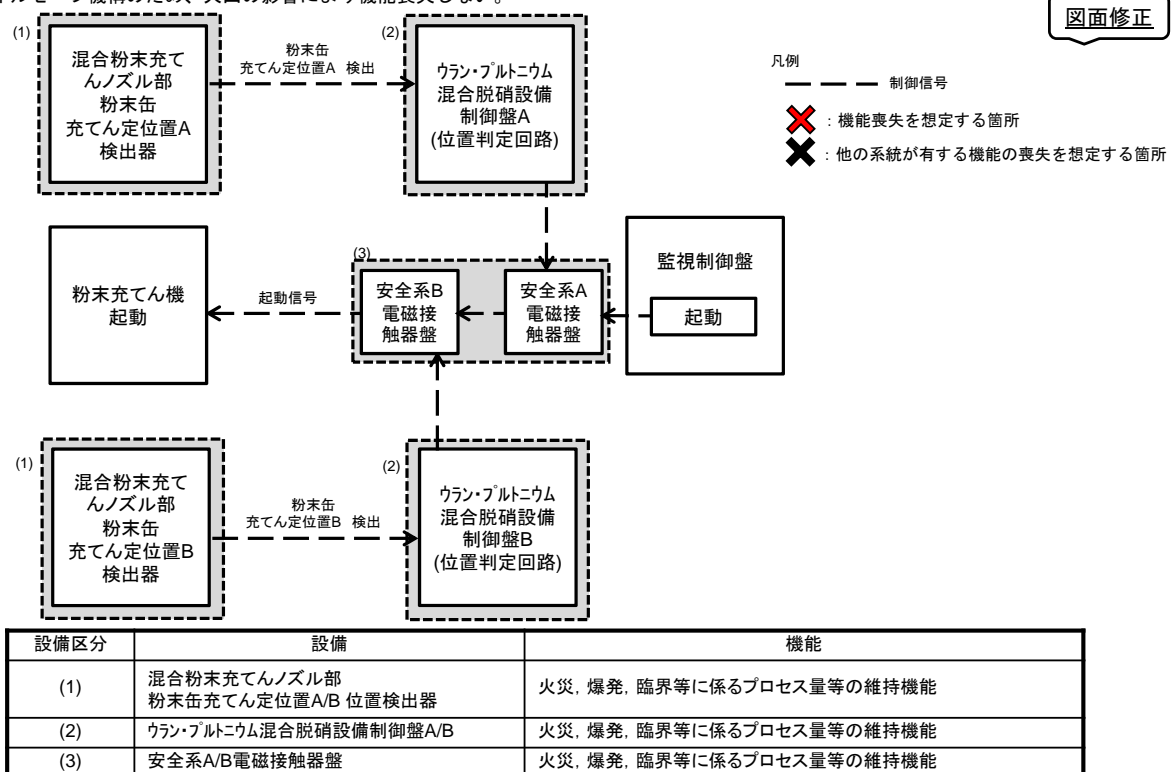 図面修正
(1)
混合粉末充て
んノズル部
粉末缶
充てん定位置A
検出器
粉末缶
充てん定位置A 検出
(2)
ウラン・プルトニウム
混合脱硝設備
制御盤A
(位置判定回路)
凡例
制御信号
：機能喪失を想定する箇所
：他の系統が有する機能の喪失を想定する箇所
粉末充てん機
起動
起動信号
(3)
安全系B
電磁接
触器盤
安全系A
電磁接
触器盤
監視制御盤
起動
(1)
混合粉末充て
んノズル部
粉末缶
充てん定位置B
検出器
粉末缶
充てん定位置B 検出
(2)
ウラン・プルトニウム
混合脱硝設備
制御盤B
(位置判定回路)
設備区分 設備 機能
(1) 混合粉末充てんノズル部
粉末缶充てん定位置A/B 位置検出器 火災，爆発，臨界等に係るプロセス量等の維持機能
(2) ウラン・プルトニウム混合脱硝設備制御盤A/B 火災，爆発，臨界等に係るプロセス量等の維持機能
(3) 安全系A/B電磁接触器盤 火災，爆発，臨界等に係るプロセス量等の維持機能